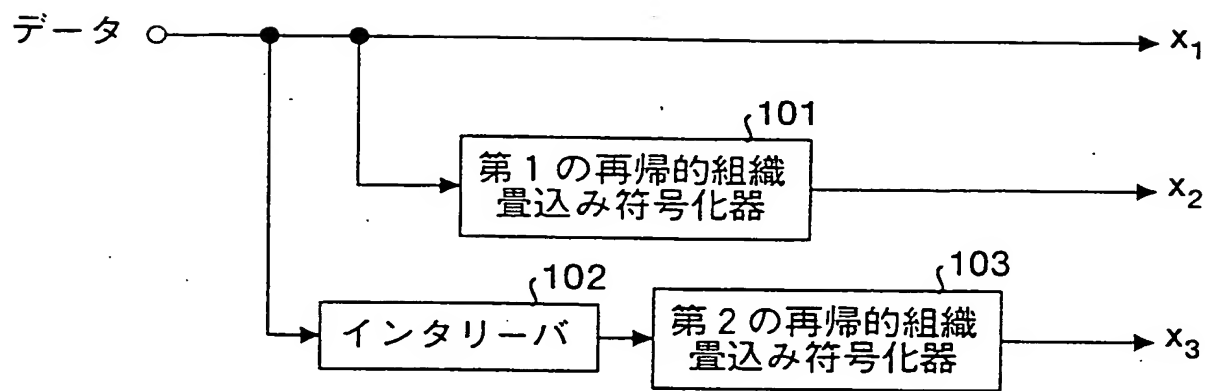 データ
x1
101
第1の再帰的組織
畳込み符号化器
x2
102
インタリーバ
103
第2の再帰的組織
畳込み符号化器
x3